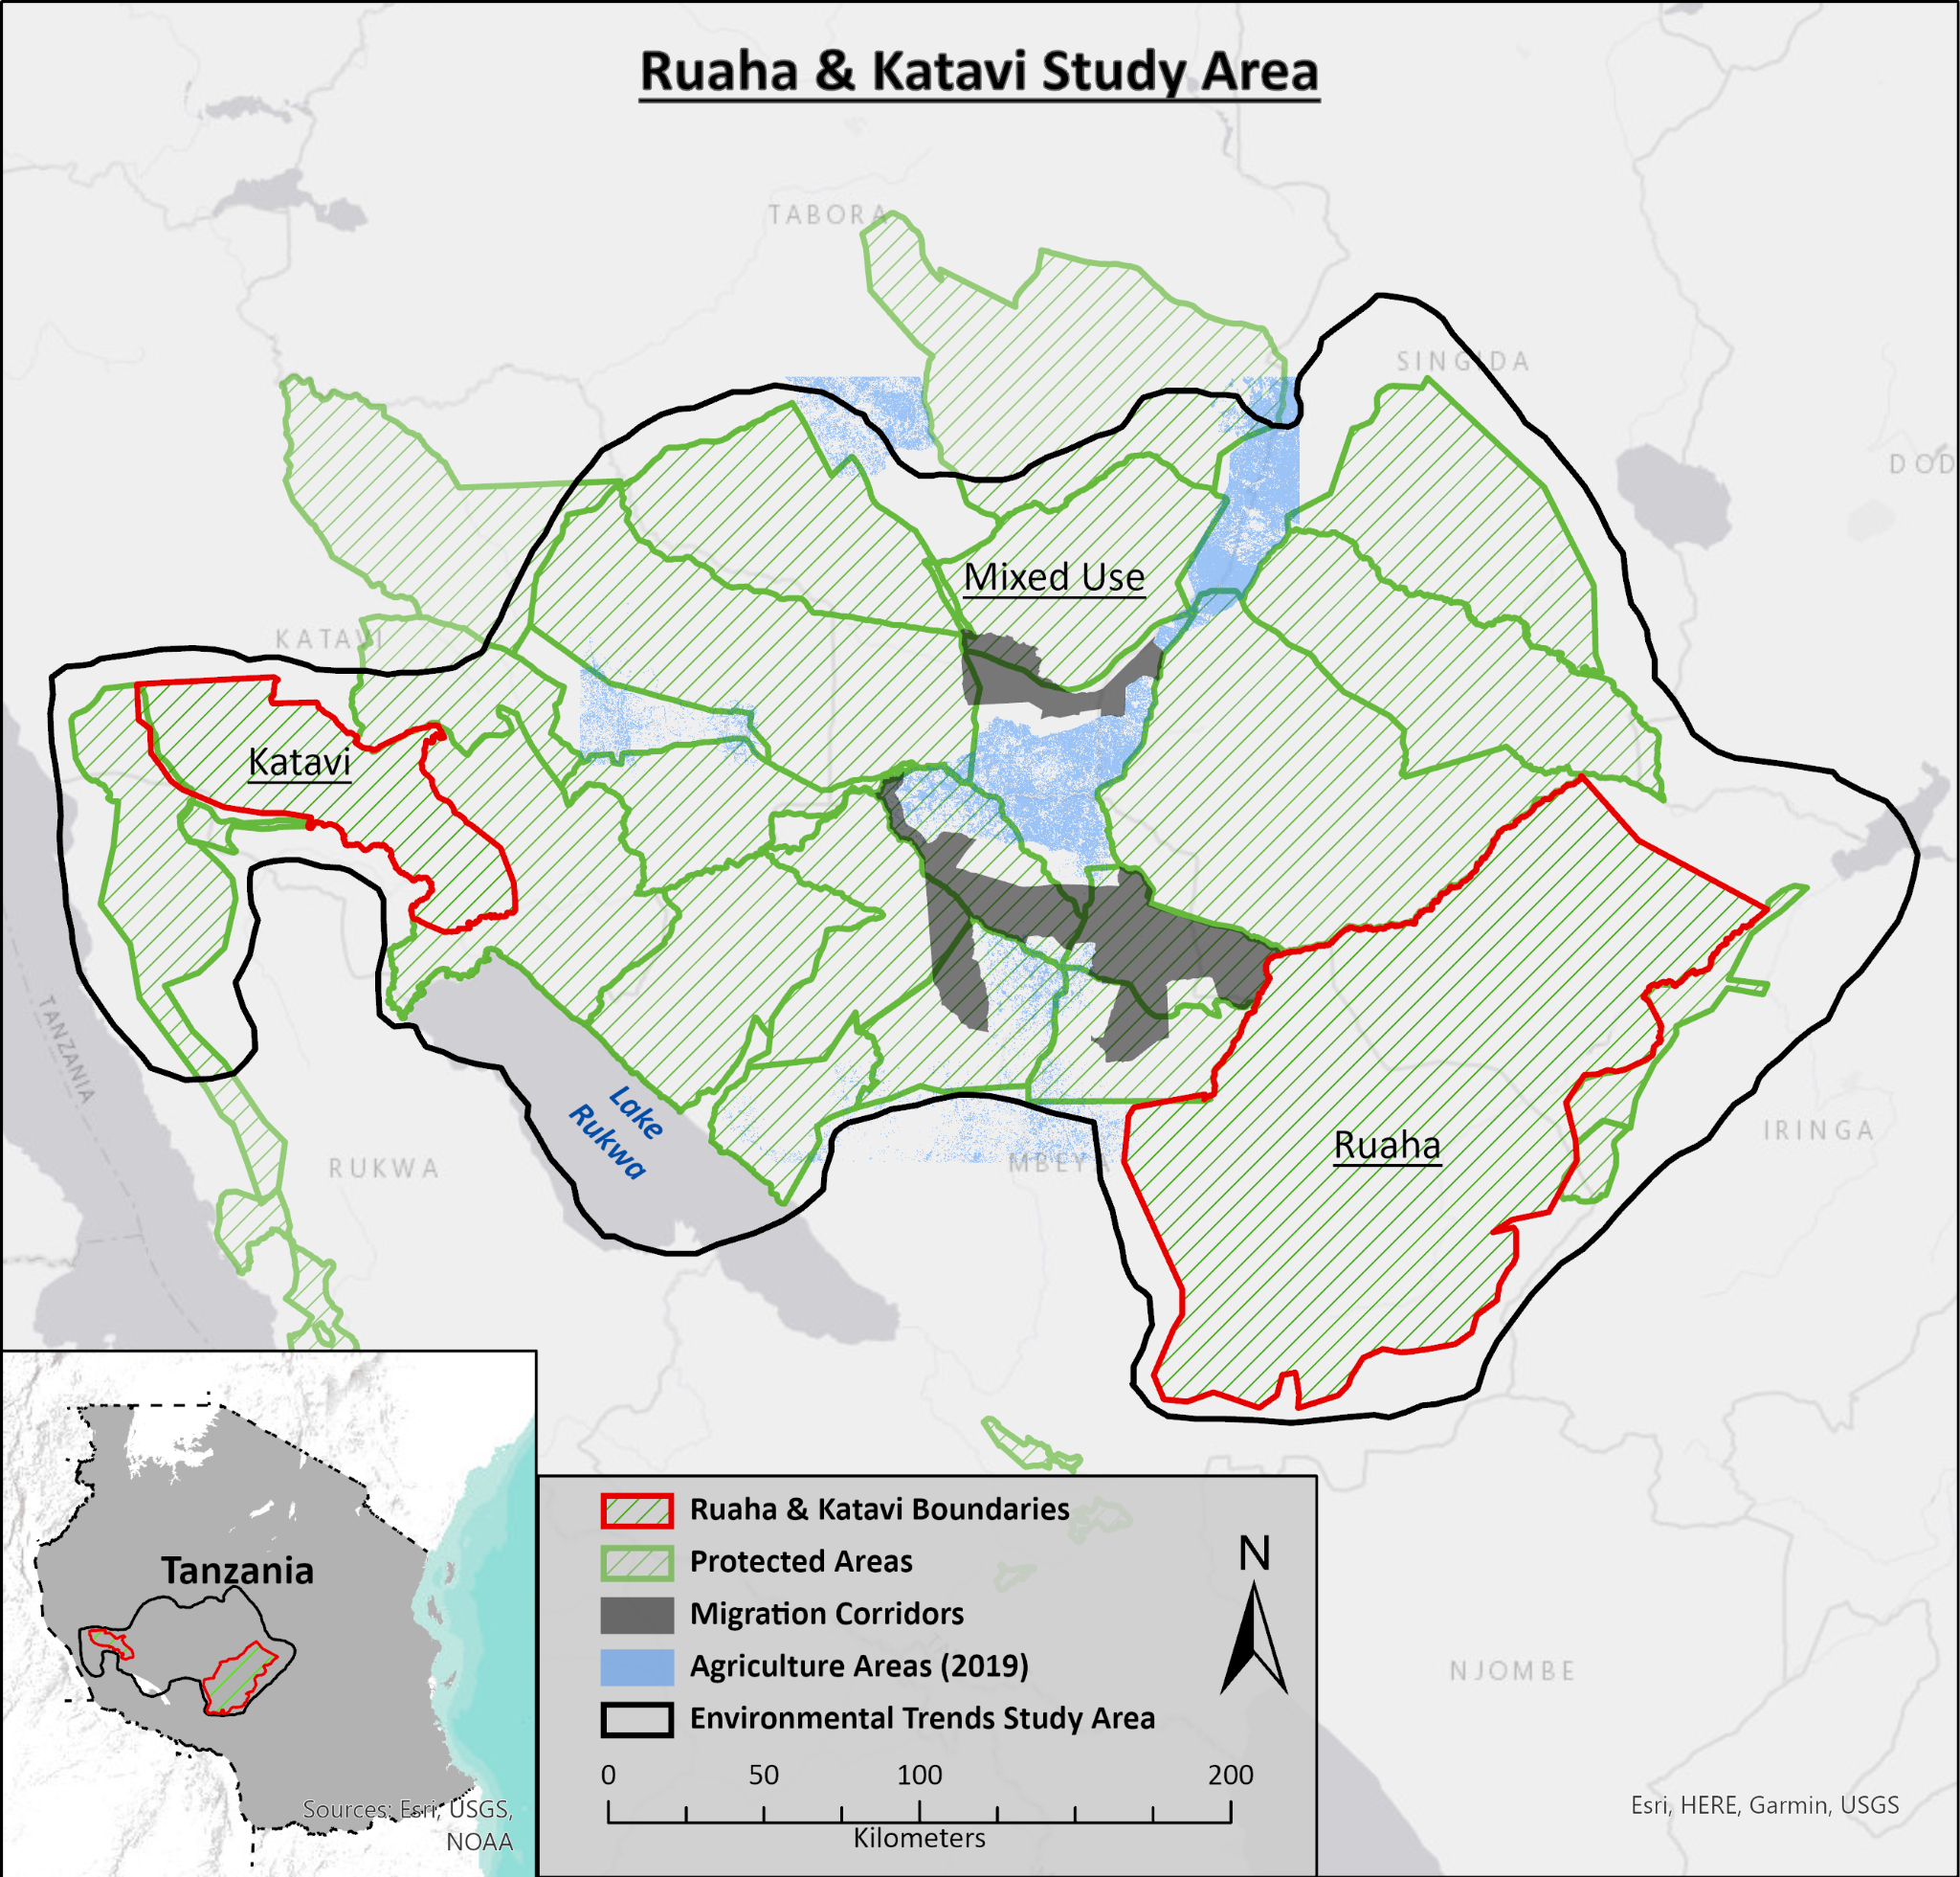 Ruaha & Katavi Study Area
TABORA
SINGIDA
DOD
Mixed Use
KATAVI
Katavi
TANZANIA
Lake
Rukwa
Ruaha
IRINGA
RUKWA
MBEYA
Tanzania
Sources: Esri, USGS,
NOAA
Ruaha & Katavi Boundaries
Protected Areas
Migration Corridors
Agriculture Areas (2019)
Environmental Trends Study Area
N
0 50 100 200
Kilometers
NJOMBE
Esri, HERE, Garmin, USGS